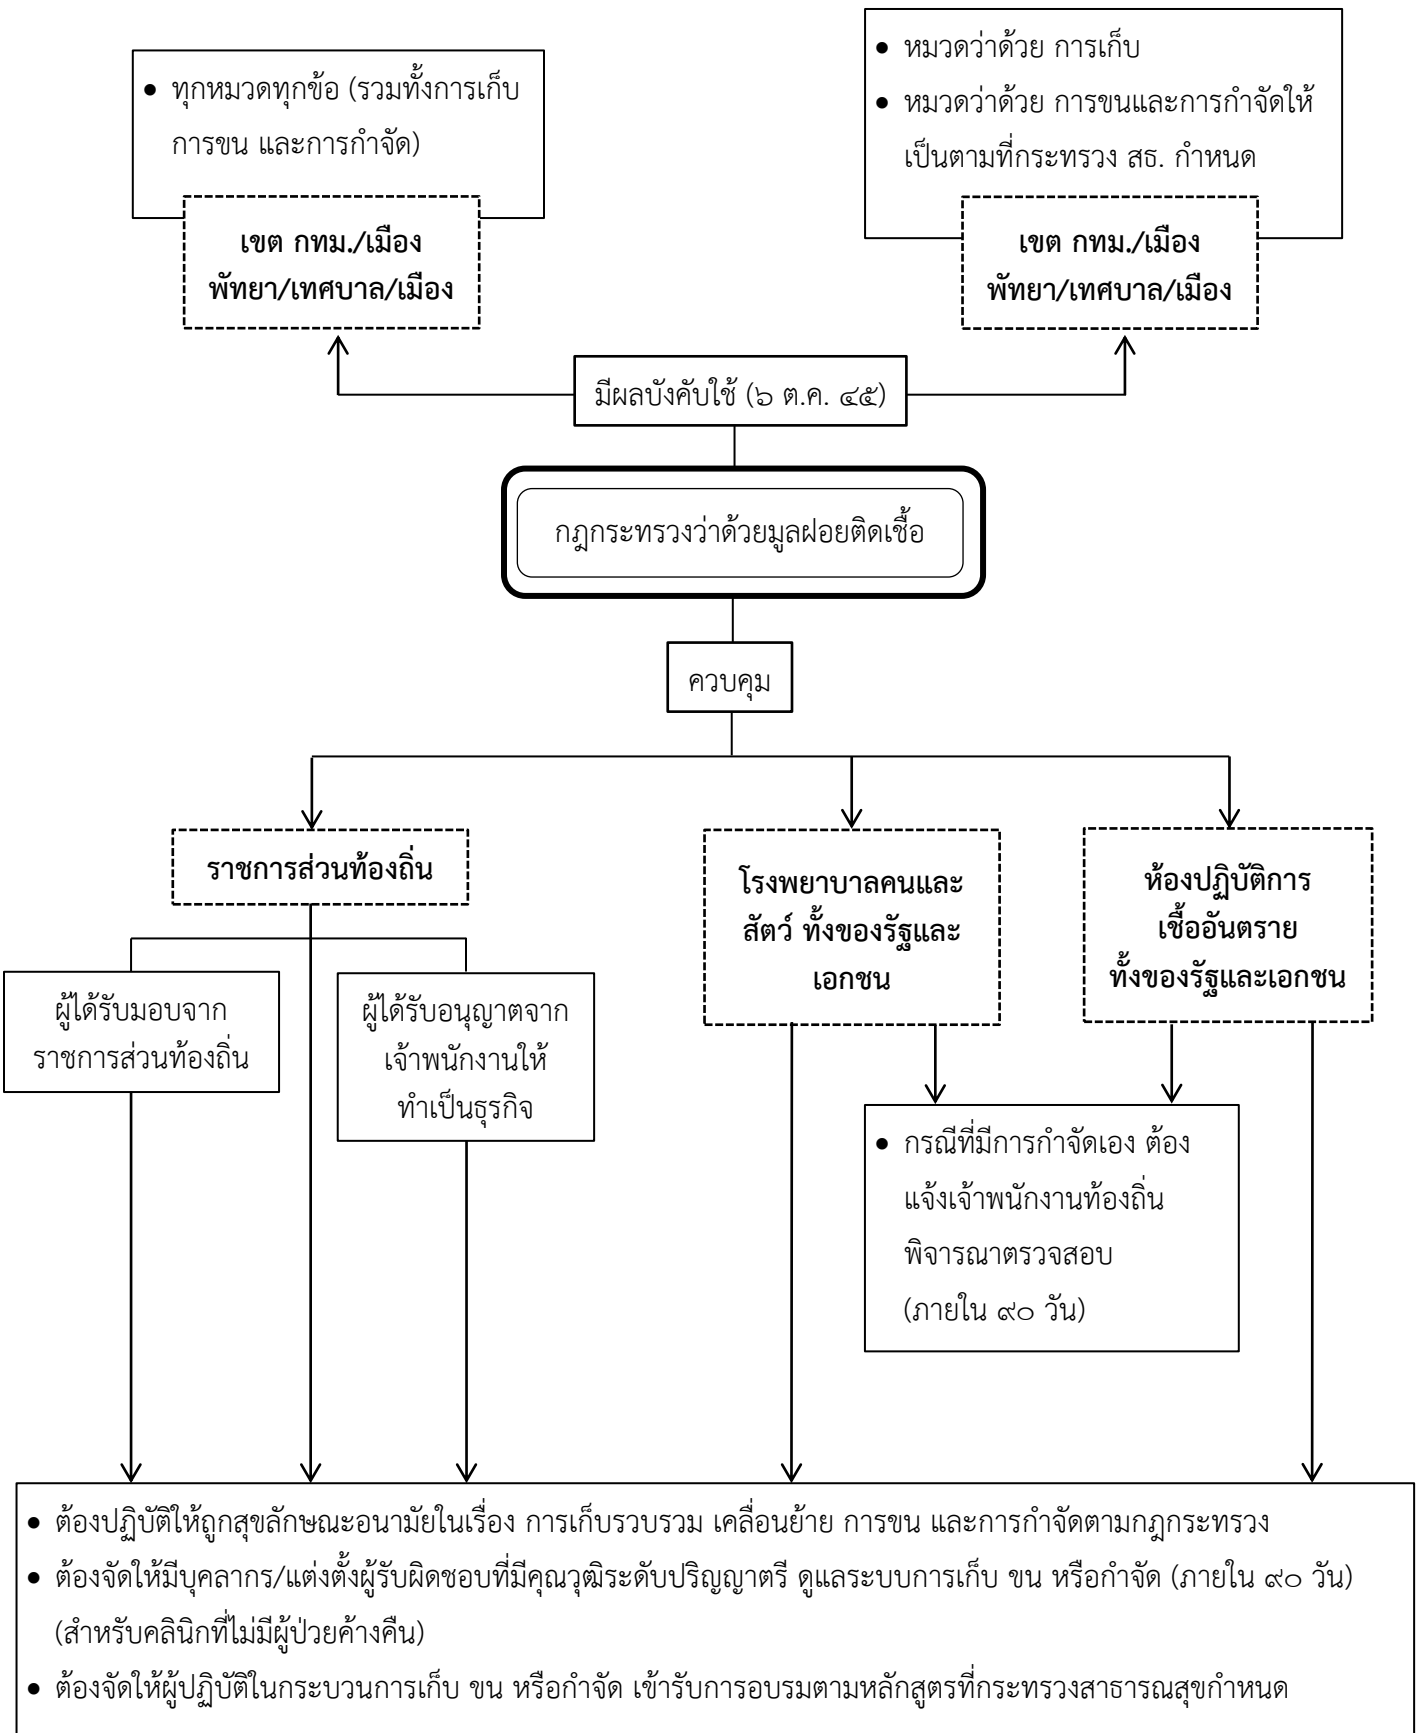 • ทุกหมวดทุกข้อ (รวมทั้งการเก็บ
การขน และการกำจัด)
เขต กทม./เมือง
พัทยา/เทศบาล/เมือง
• หมวดว่าด้วย การเก็บ
• หมวดว่าด้วย การขนและการกำจัดให้
เป็นตามที่กระทรวง สธ. กำหนด
เขต กทม./เมือง
พัทยา/เทศบาล/เมือง
มีผลบังคับใช้ (๖ ต.ค. ๔๕)
กฎกระทรวงว่าด้วยมูลฝอยติดเชื้อ
ควบคุม
ราชการส่วนท้องถิ่น
ผู้ได้รับมอบจาก
ราชการส่วนท้องถิ่น
ผู้ได้รับอนุญาตจาก
เจ้าพนักงานให้
ทำเป็นธุรกิจ
โรงพยาบาลคนและ
สัตว์ ทั้งของรัฐและ
เอกชน
ห้องปฏิบัติการ
เชื้ออันตราย
ทั้งของรัฐและเอกชน
• กรณีที่มีการกำจัดเอง ต้อง
แจ้งเจ้าพนักงานท้องถิ่น
พิจารณาตรวจสอบ
(ภายใน ๙๐ วัน)
• ต้องปฏิบัติให้ถูกสุขลักษณะอนามัยในเรื่อง การเก็บรวบรวม เคลื่อนย้าย การขน และการกำจัดตามกฎกระทรวง
• ต้องจัดให้มีบุคลากร/แต่งตั้งผู้รับผิดชอบที่มีคุณวุฒิระดับปริญญาตรี ดูแลระบบการเก็บ ขน หรือกำจัด (ภายใน ๙๐ วัน)
(สำหรับคลินิกที่ไม่มีผู้ป่วยค้างคืน)
• ต้องจัดให้ผู้ปฏิบัติในกระบวนการเก็บ ขน หรือกำจัด เข้ารับการอบรมตามหลักสูตรที่กระทรวงสาธารณสุขกำหนด